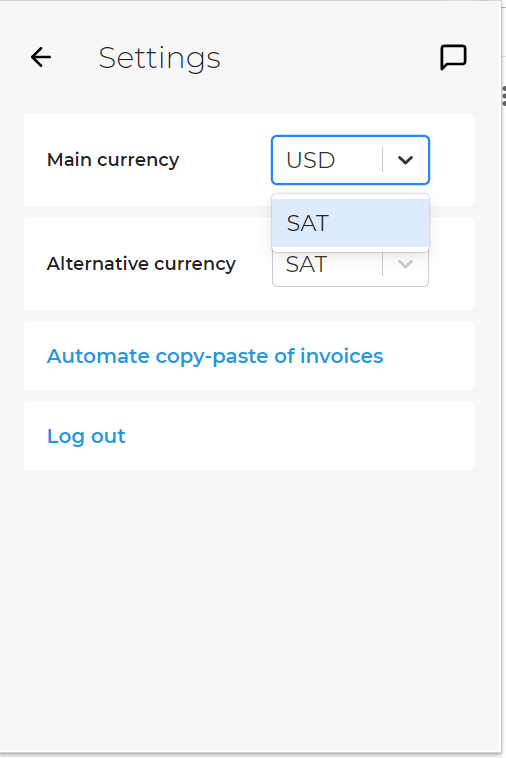 Settings
Main currency
USD
SAT
Alternative currency
SAT
Automate copy-paste of invoices
Log out